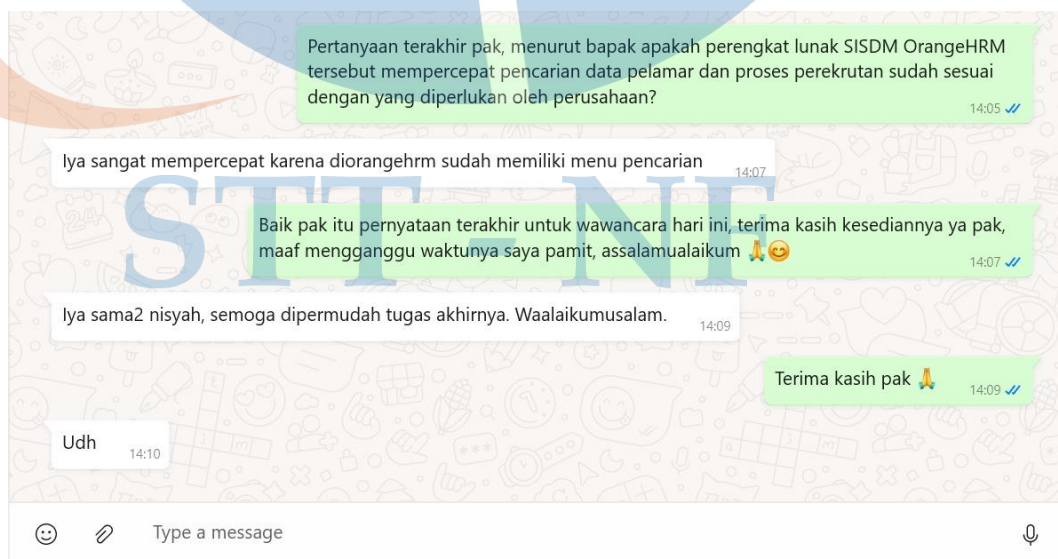 Pertanyaan terakhir pak, menurut bapak apakah perengkat lunak SISDM OrangeHRM
tersebut mempercepat pencarian data pelamar dan proses perekrutan sudah sesuai
dengan yang diperlukan oleh perusahaan?
14:05
Iya sangat mempercepat karena diorangehrm sudah memiliki menu pencarian
14:07
STT - NF
Baik pak itu pernyataan terakhir untuk wawancara hari ini, terima kasih kesediannya ya pak,
maaf mengganggu waktunya saya pamit, assalamualaikum 🙏😊
14:07
Iya sama2 nisyah, semoga dipermudah tugas akhirnya. Waalaikumusalam.
14:09
Terima kasih pak 🙏
14:09
Udh
14:10
Type a message